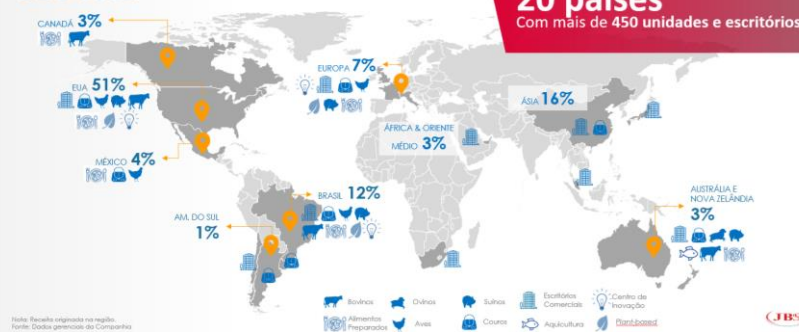 20 países
Com mais de 450 unidades e escritórios
CANADÁ 3%
EUA 51%
MÉXICO 4%
EUROPA 7%
ÁSIA 16%
ÁFRICA & ORIENTE
MÉDIO 3%
BRASIL 12%
AM. DO SUL
1%
AUSTRÁLIA E
NOVA ZELÂNDIA
3%
Bovinos
Ovinos
Suínos
Escritórios
Comerciais
Centro de
Inovação
Alimentos
Preparados
Aves
Couros
Aquicultura
Plant-based
Nota: Receita originada na região.
Fonte: Dados gerenciais da Companhia
JBS